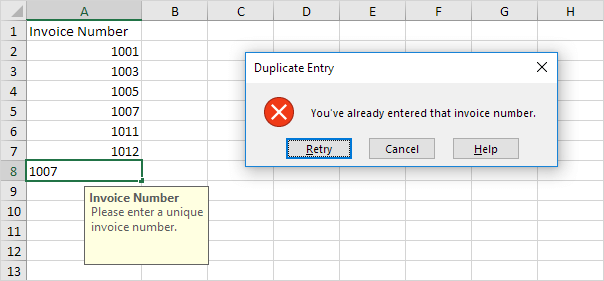 A B C D E F G H
1 Invoice Number
2 1001
3 1003
4 1005
5 1007
6 1011
7 1012
8 1007
9
10
11
12
13
Invoice Number
Please enter a unique
invoice number.
Duplicate Entry
You've already entered that invoice number.
Retry Cancel Help